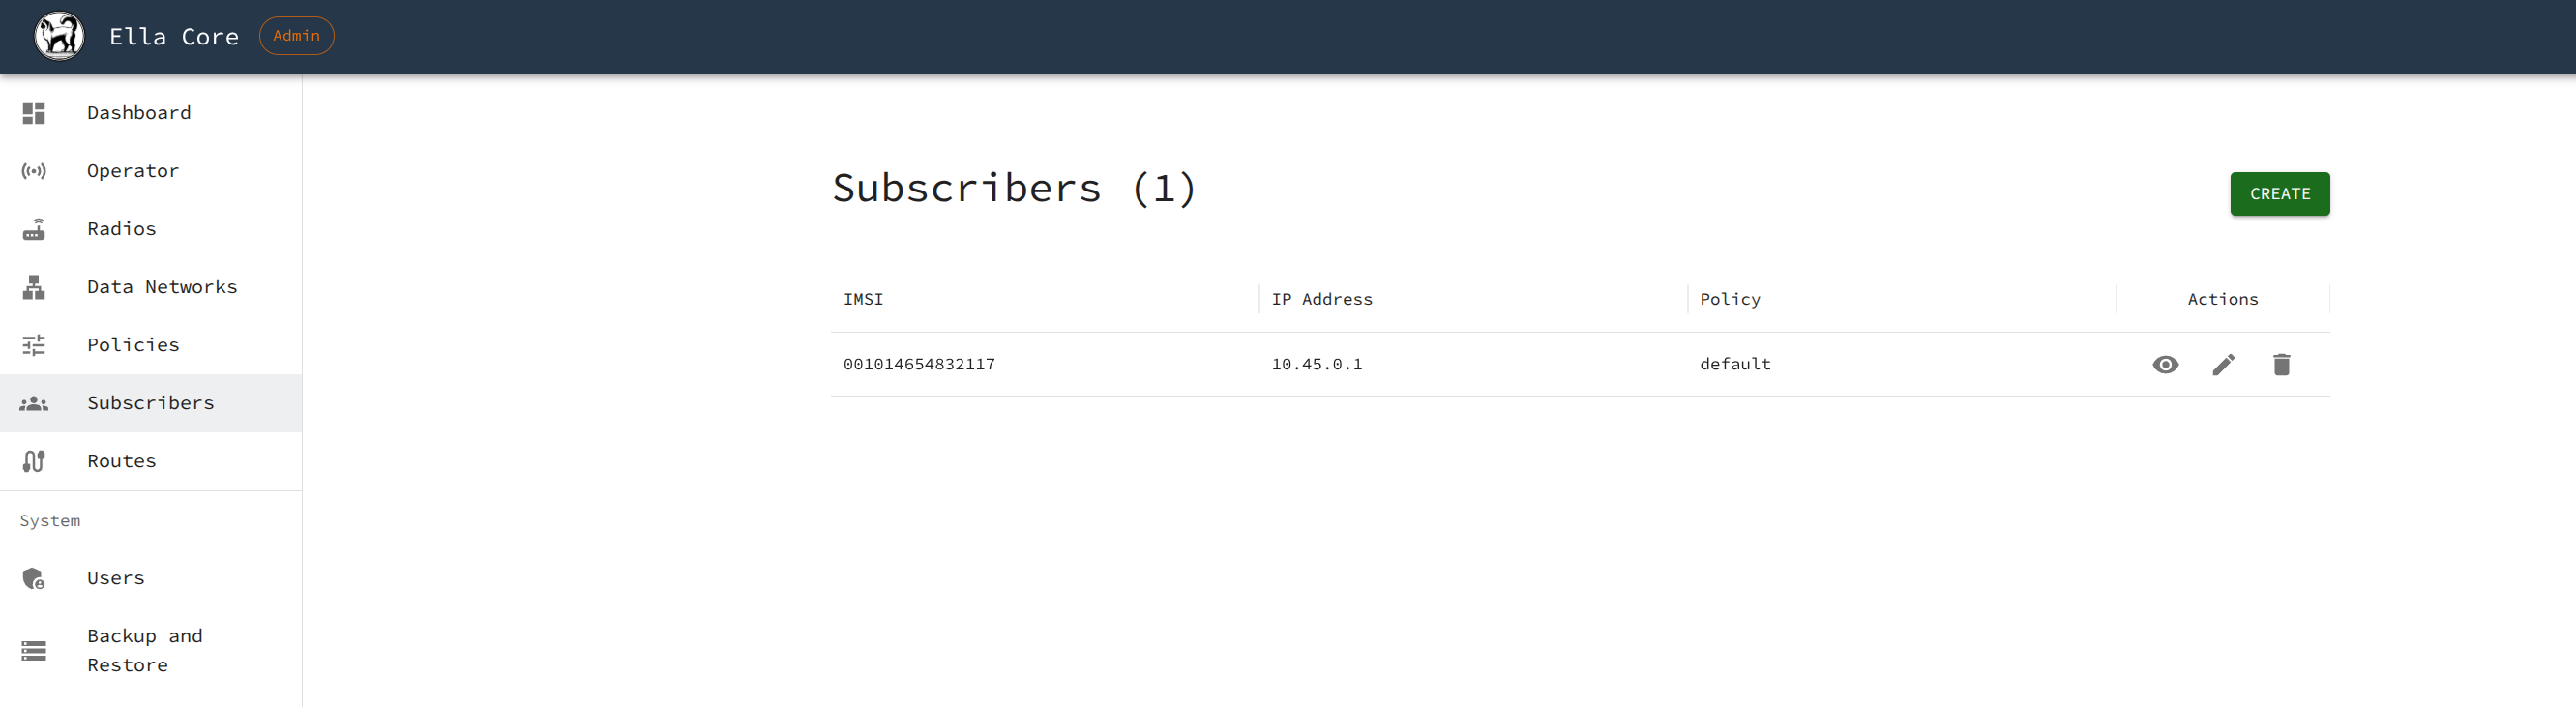 Ella Core Admin
Dashboard
Operator
Radios
Data Networks
Policies
Subscribers
Routes
System
Users
Backup and
Restore
Subscribers (1)
CREATE
IMSI IP Address Policy Actions
001014654832117 10.45.0.1 default